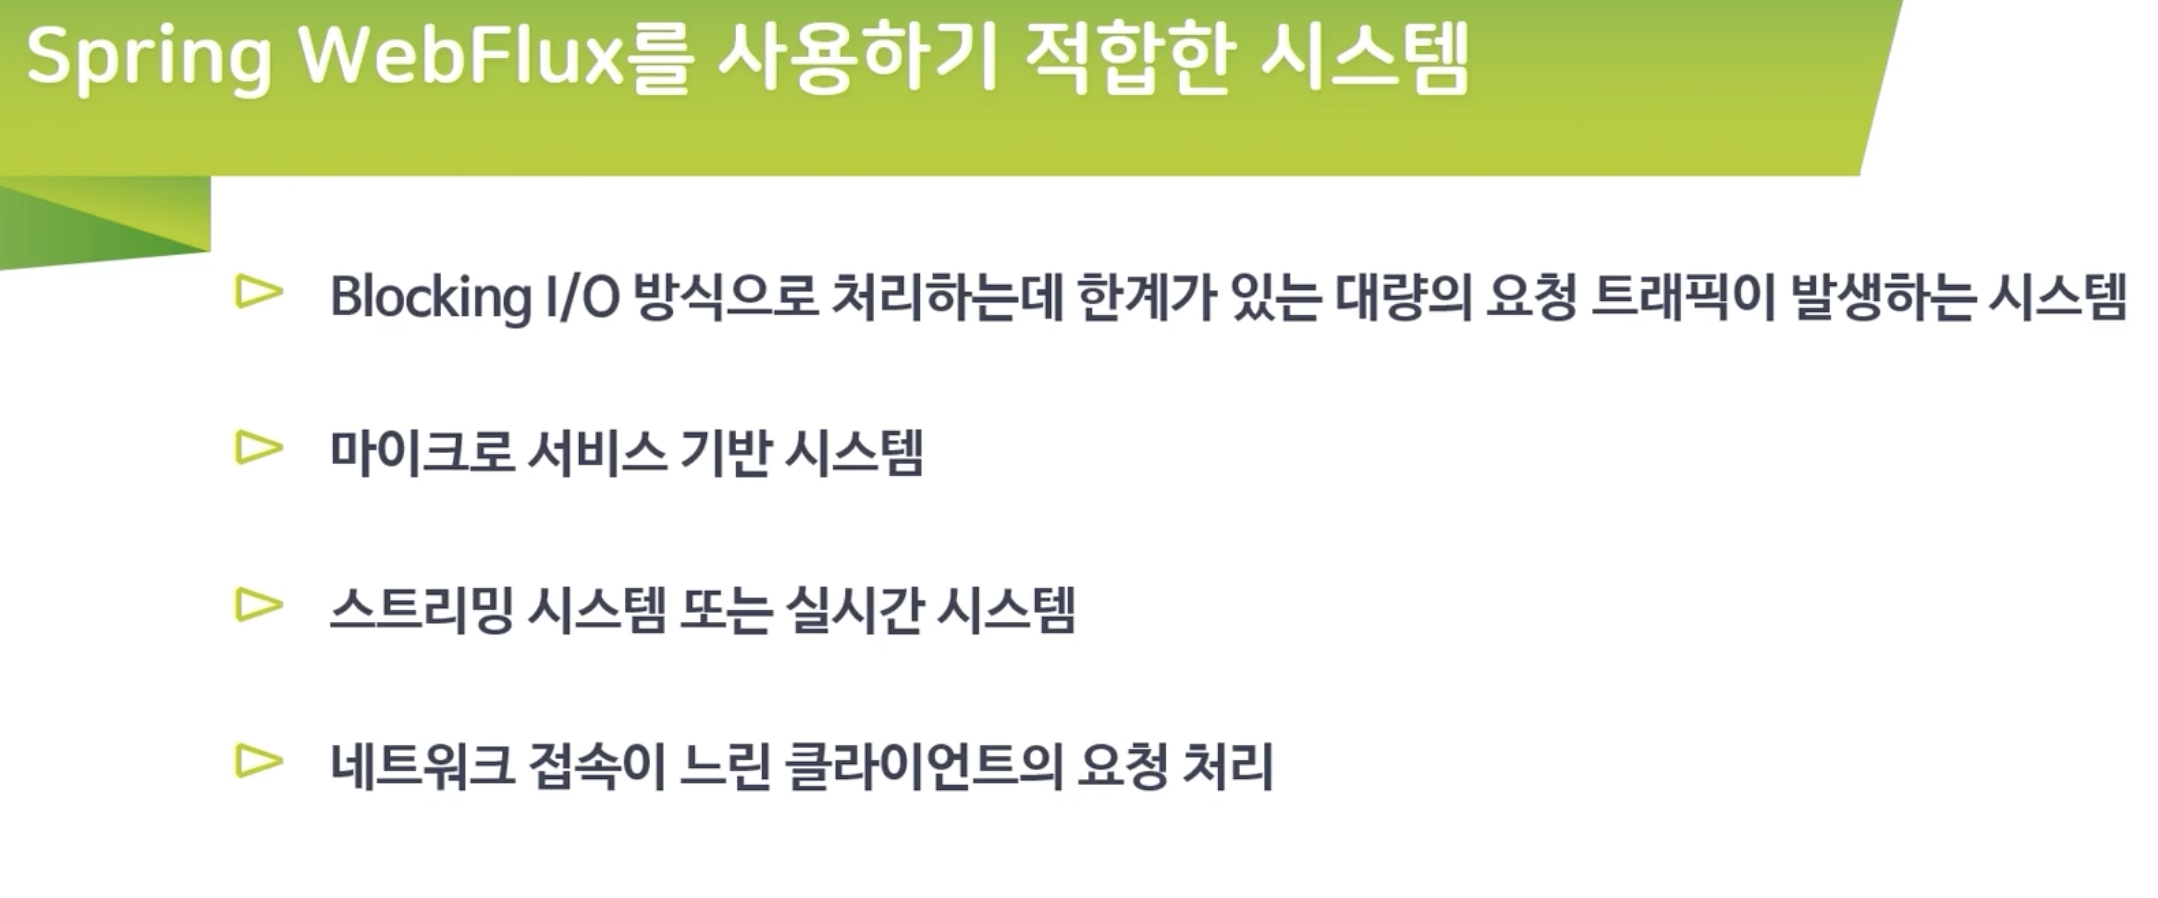 Spring WebFlux를 사용하기 적합한 시스템
Blocking I/O 방식으로 처리하는데 한계가 있는 대량의 요청 트래픽이 발생하는 시스템
마이크로 서비스 기반 시스템
스트리밍 시스템 또는 실시간 시스템
네트워크 접속이 느린 클라이언트의 요청 처리